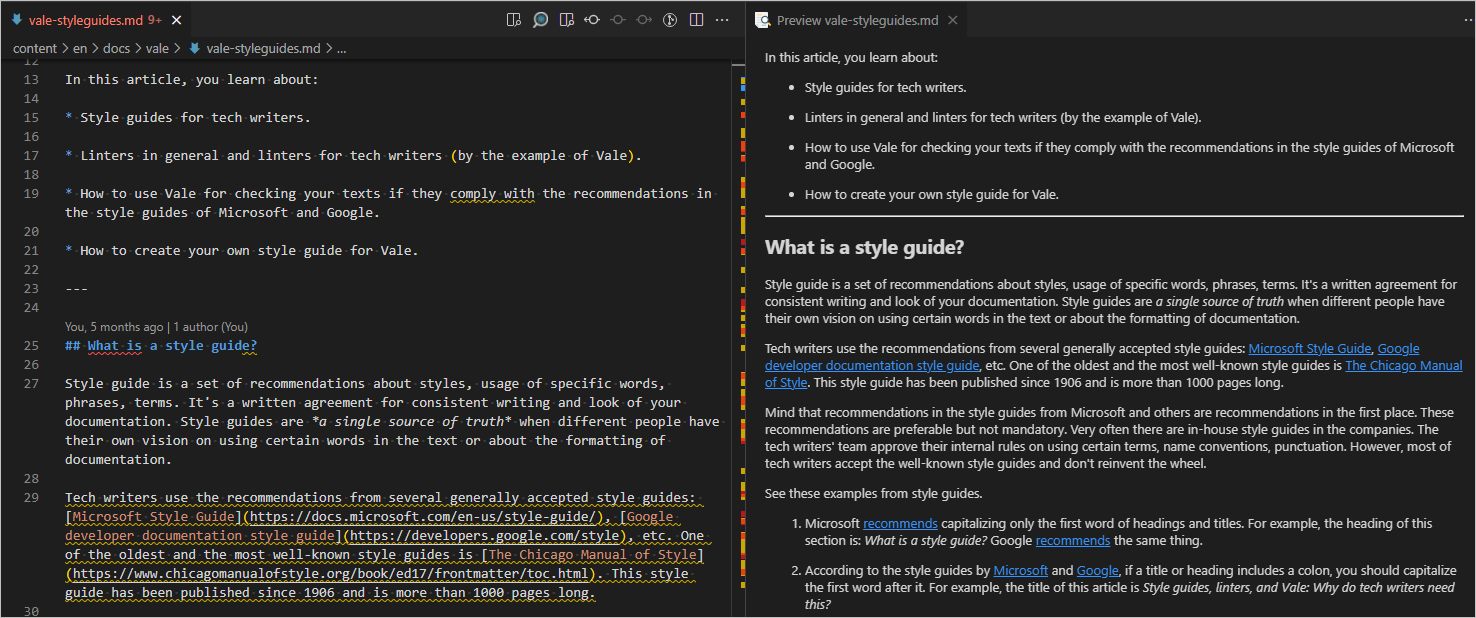 vale-styleguides.md 9+
content > en > docs > vale > vale-styleguides.md > ...
12
13 In this article, you learn about:
14
15 * Style guides for tech writers.
16
17 * Linters in general and linters for tech writers (by the example of Vale).
18
19 * How to use Vale for checking your texts if they comply with the recommendations in
the style guides of Microsoft and Google.
20
21 * How to create your own style guide for Vale.
22
23 ---
24
You, 5 months ago | 1 author (You)
25 ## What is a style guide?
26
27 Style guide is a set of recommendations about styles, usage of specific words,
phrases, terms. It's a written agreement for consistent writing and look of your
documentation. Style guides are *a single source of truth* when different people have
their own vision on using certain words in the text or about the formatting of
documentation.
28
29 Tech writers use the recommendations from several generally accepted style guides:
[Microsoft Style Guide](https://docs.microsoft.com/en-us/style-guide/), [Google
developer documentation style guide](https://developers.google.com/style), etc. One
of the oldest and the most well-known style guides is [The Chicago Manual of Style]
(https://www.chicagomanualofstyle.org/book/ed17/frontmatter/toc.html). This style
guide has been published since 1906 and is more than 1000 pages long.
30
Preview vale-styleguides.md
In this article, you learn about:
• Style guides for tech writers.
• Linters in general and linters for tech writers (by the example of Vale).
• How to use Vale for checking your texts if they comply with the recommendations in the style guides of Microsoft
and Google.
• How to create your own style guide for Vale.
What is a style guide?
Style guide is a set of recommendations about styles, usage of specific words, phrases, terms. It's a written agreement for
consistent writing and look of your documentation. Style guides are a single source of truth when different people have
their own vision on using certain words in the text or about the formatting of documentation.
Tech writers use the recommendations from several generally accepted style guides: Microsoft Style Guide, Google
developer documentation style guide, etc. One of the oldest and the most well-known style guides is The Chicago Manual
of Style. This style guide has been published since 1906 and is more than 1000 pages long.
Mind that recommendations in the style guides from Microsoft and others are recommendations in the first place. These
recommendations are preferable but not mandatory. Very often there are in-house style guides in the companies. The
tech writers' team approve their internal rules on using certain terms, name conventions, punctuation. However, most of
tech writers accept the well-known style guides and don't reinvent the wheel.
See these examples from style guides.
1. Microsoft recommends capitalizing only the first word of headings and titles. For example, the heading of this
section is: What is a style guide? Google recommends the same thing.
2. According to the style guides by Microsoft and Google, if a title or heading includes a colon, you should capitalize
the first word after it. For example, the title of this article is Style guides, linters, and Vale: Why do tech writers need
this?